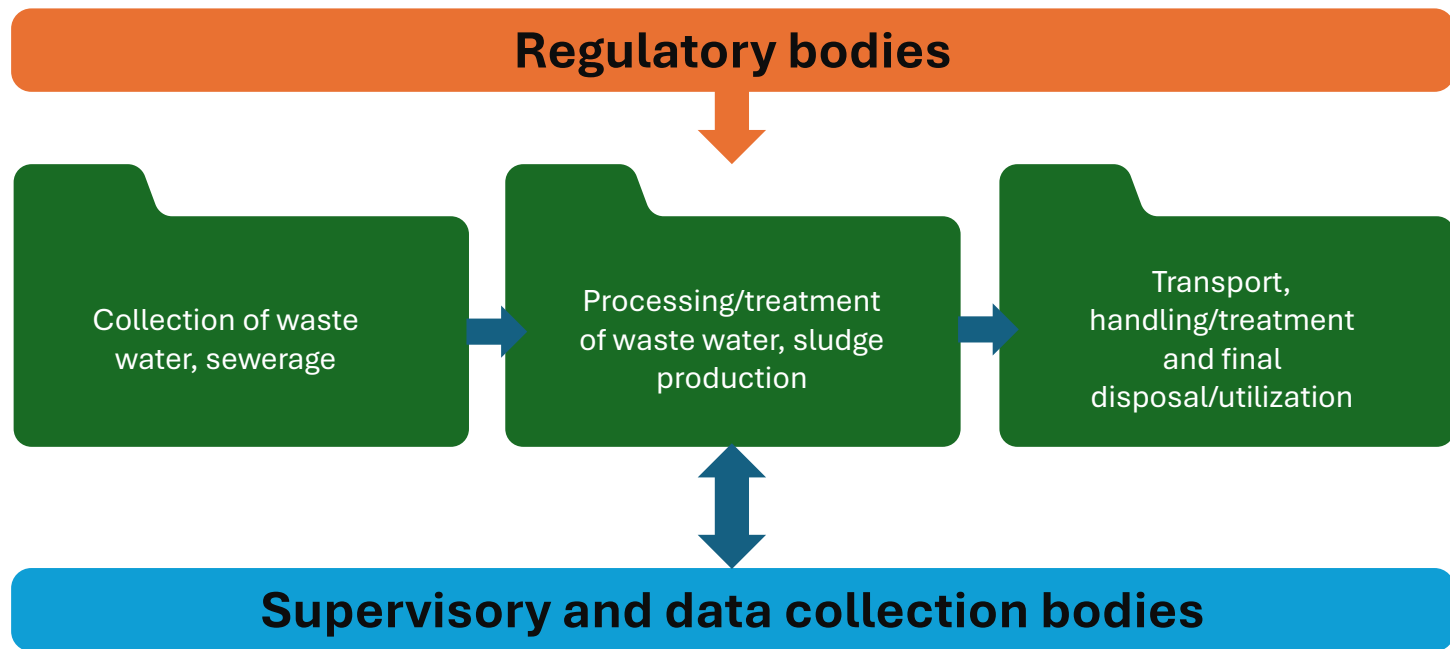 Regulatory bodies
Collection of waste
water, sewerage
Processing/treatment
of waste water, sludge
production
Transport,
handling/treatment
and final
disposal/utilization
Supervisory and data collection bodies